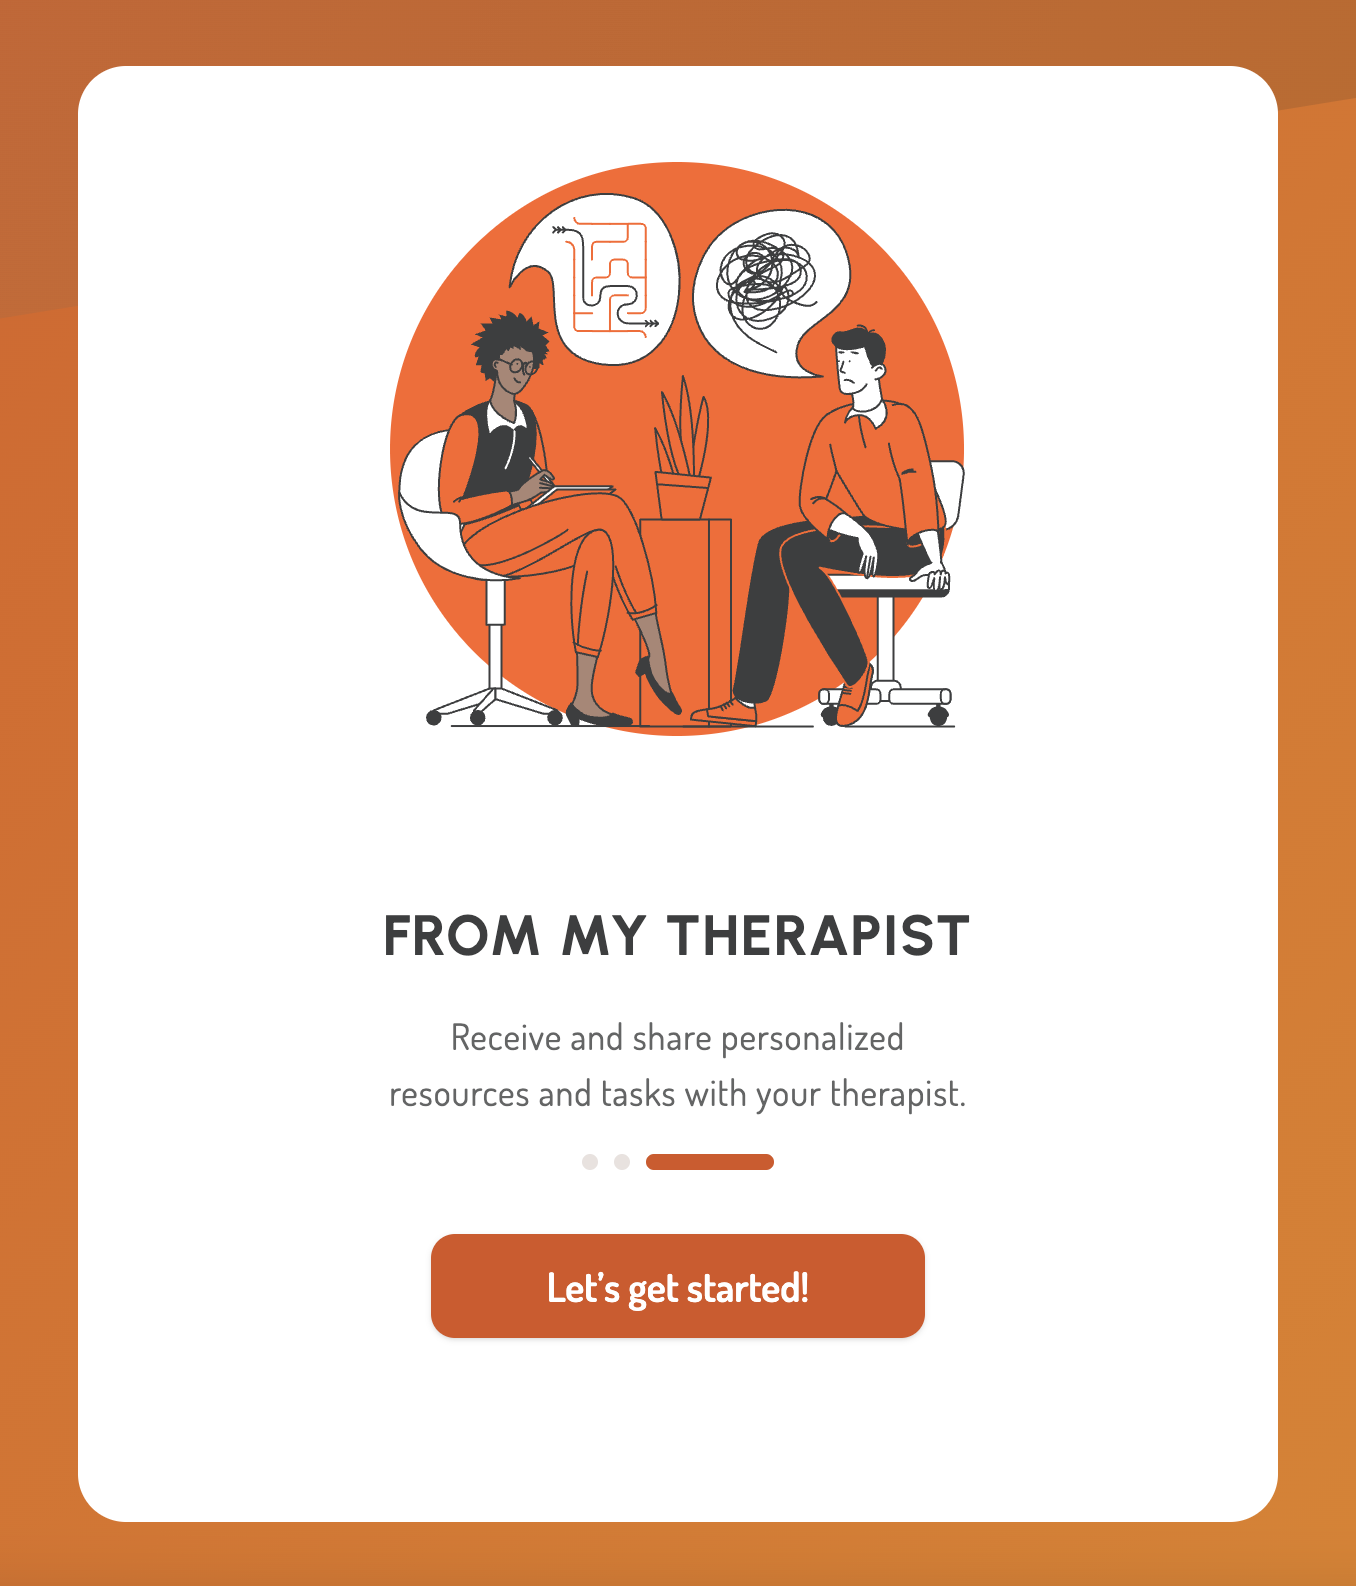 FROM MY THERAPIST
Receive and share personalized
resources and tasks with your therapist.
Let’s get started!